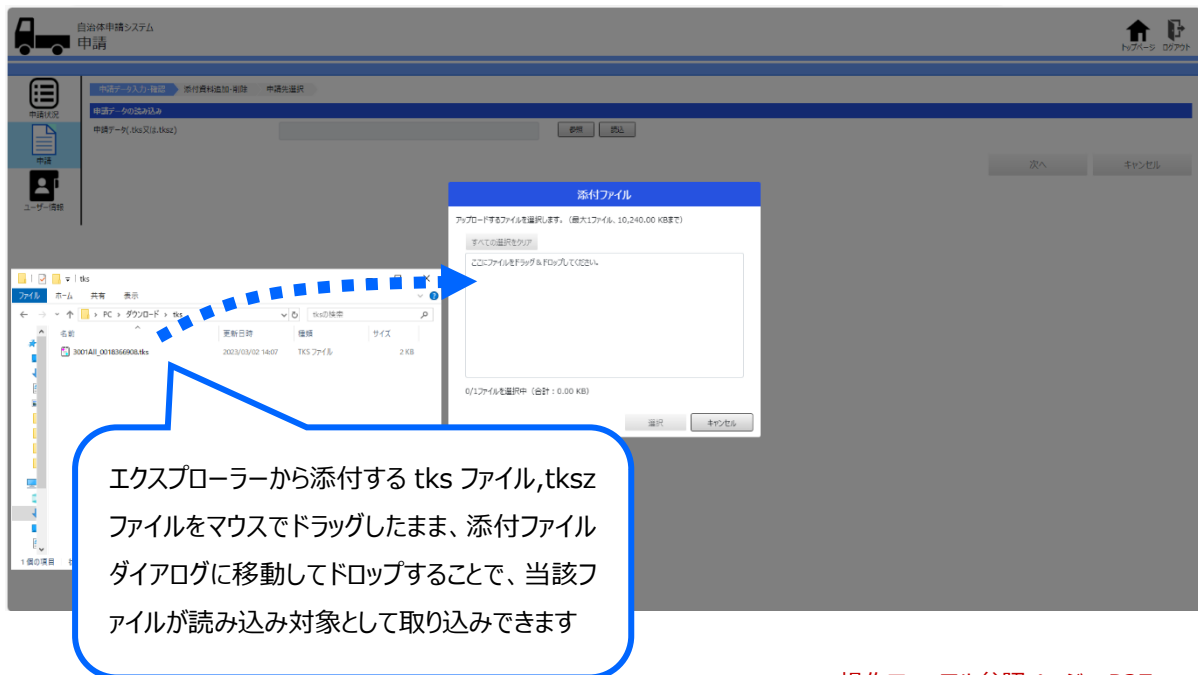 自治体申請システム
申請
トップページ ログアウト
申請状況
申請
ユーザー情報
申請データ入力・確認 添付資料追加・削除 申請先選択
申請データの読み込み
申請データ(.tks又は.tksz) 参照 読込
次へ キャンセル
添付ファイル
アップロードするファイルを選択します。（最大1ファイル、10,240.00 KBまで）
すべての選択をクリア
ここにファイルをドラッグ＆ドロップしてください。
0/1ファイルを選択中（合計：0.00 KB）
選択 キャンセル
tks
ファイル ホーム 共有 表示
PC › ダウンロード › tks tksの検索
名前 更新日時 種類 サイズ
3001All_0018366908.tks 2023/03/02 14:07 TKS ファイル 2 KB
1 個の項目
エクスプローラーから添付する tks ファイル,tksz
ファイルをマウスでドラッグしたまま、添付ファイル
ダイアログに移動してドロップすることで、当該フ
ァイルが読み込み対象として取り込みできます